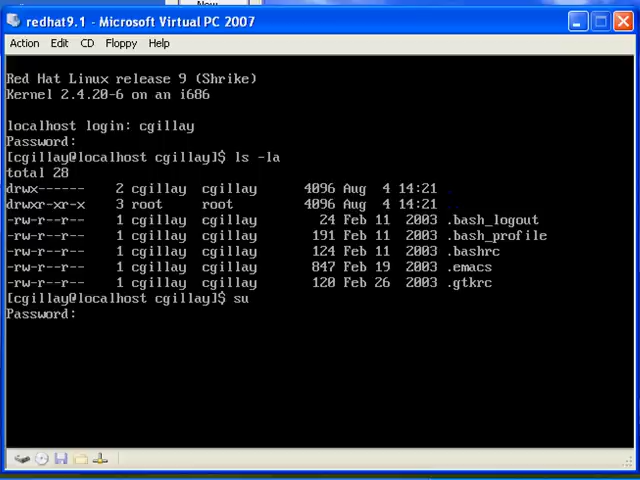 New
redhat9.1 - Microsoft Virtual PC 2007
Action Edit CD Floppy Help
Red Hat Linux release 9 (Shrike)
Kernel 2.4.20-6 on an i686
localhost login: cgillay
Password:
[cgillay@localhost cgillay]$ ls -la
total 28
drwx------ 2 cgillay cgillay 4096 Aug 4 14:21 .
drwxr-xr-x 3 root root 4096 Aug 4 14:21 ..
-rw-r--r-- 1 cgillay cgillay 24 Feb 11 2003 .bash_logout
-rw-r--r-- 1 cgillay cgillay 191 Feb 11 2003 .bash_profile
-rw-r--r-- 1 cgillay cgillay 124 Feb 11 2003 .bashrc
-rw-r--r-- 1 cgillay cgillay 847 Feb 19 2003 .emacs
-rw-r--r-- 1 cgillay cgillay 120 Feb 26 2003 .gtkrc
[cgillay@localhost cgillay]$ su
Password: